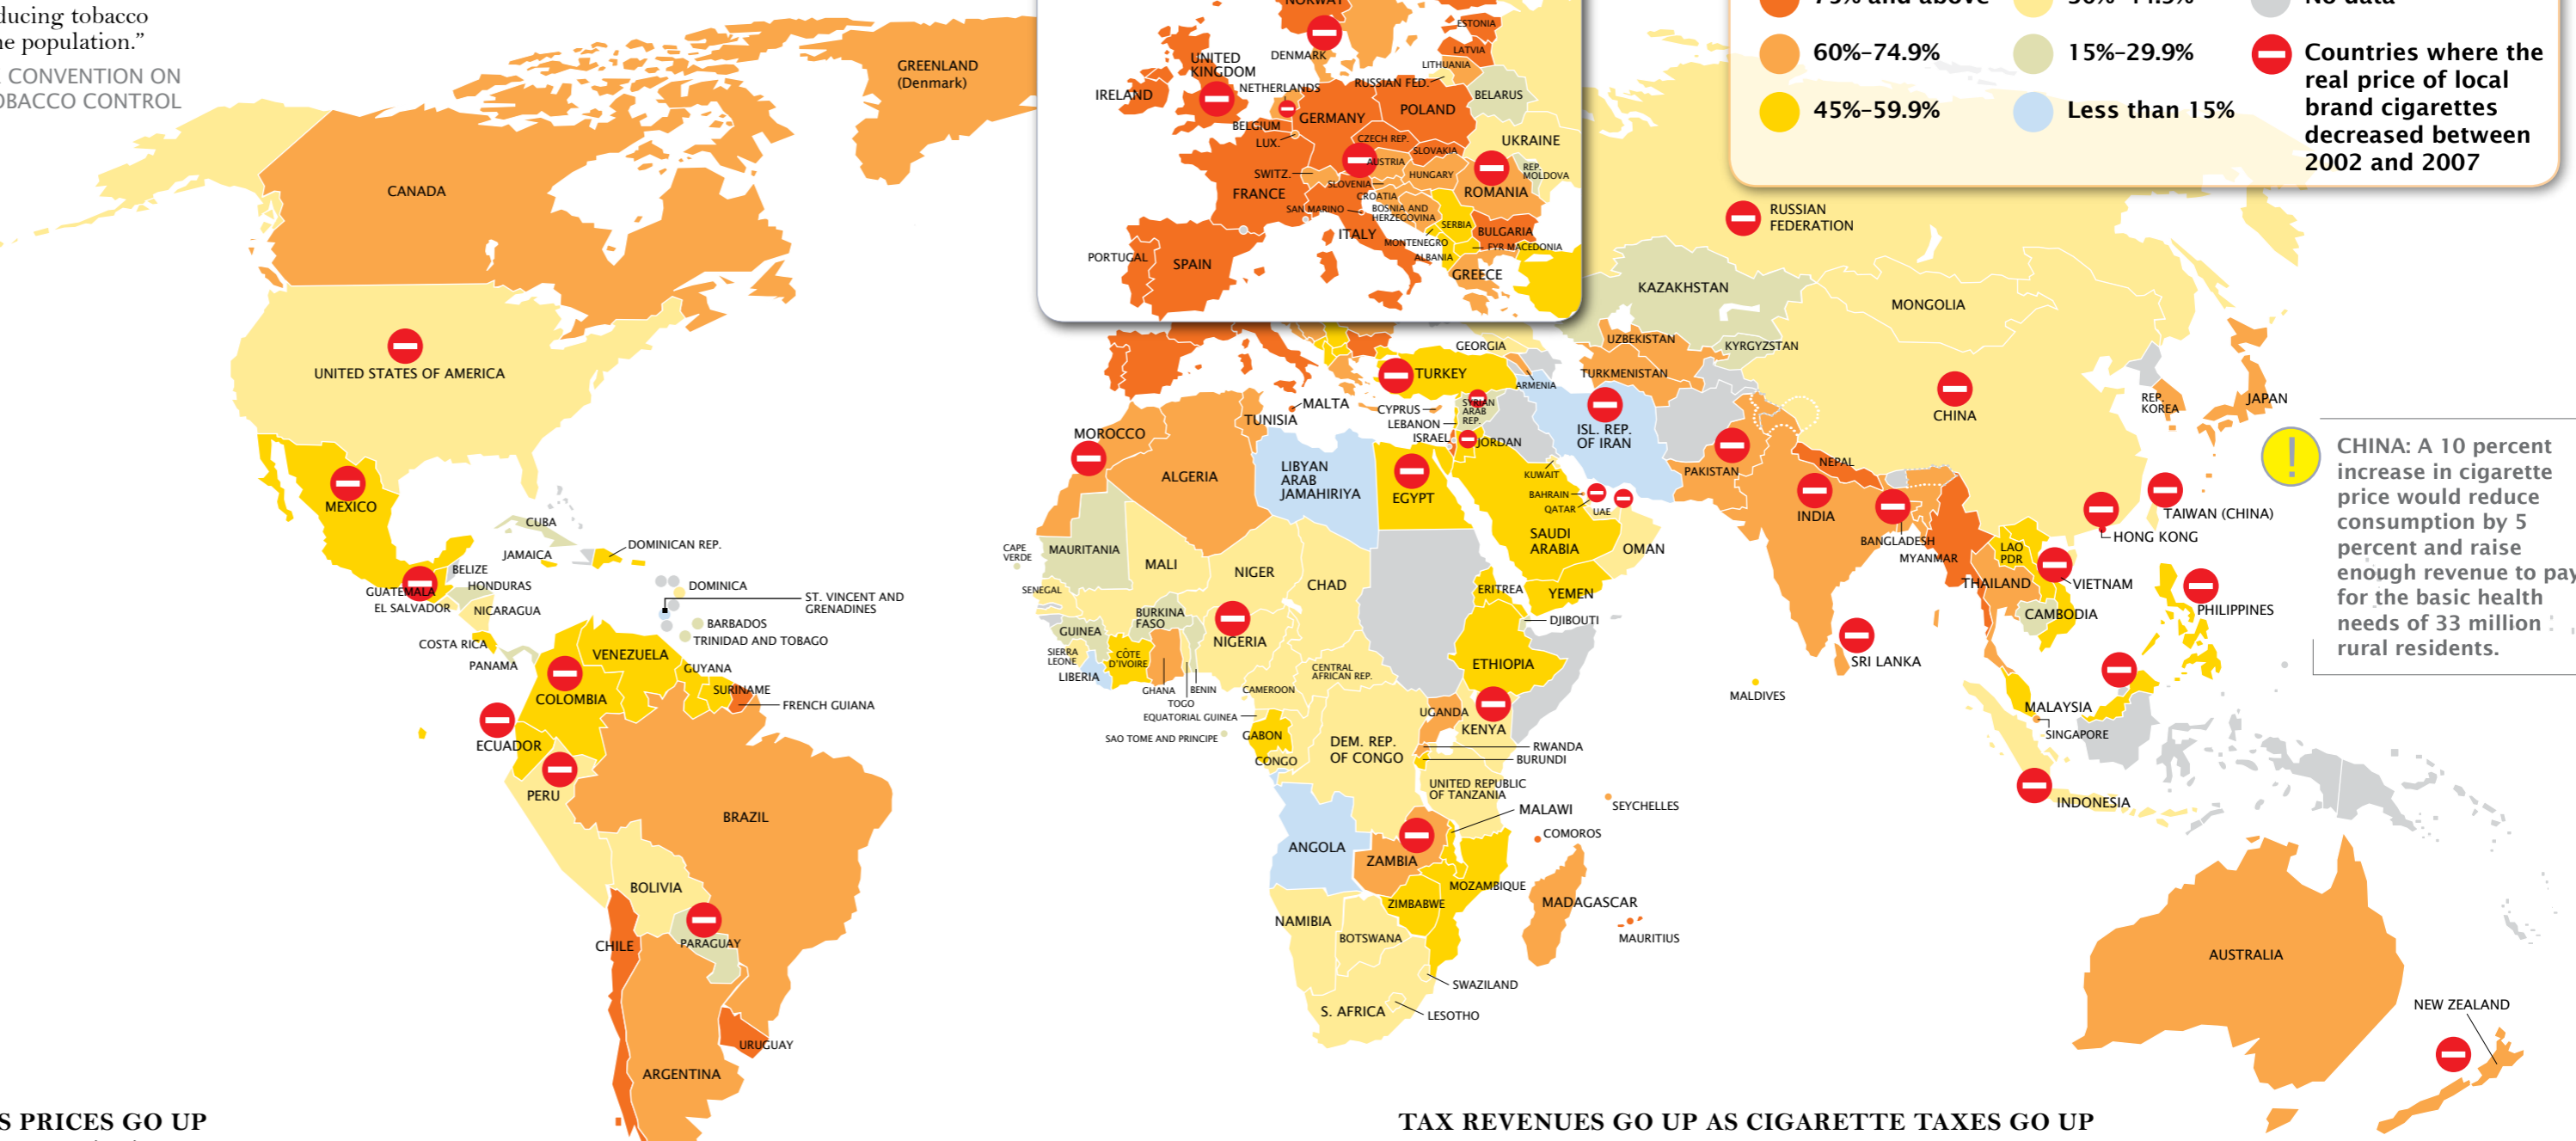 ducing tobacco
ne population.”
CONVENTION ON
OBACCO CONTROL
GREENLAND
(Denmark)
CANADA
UNITED STATES OF AMERICA
MEXICO
CUBA
JAMAICA
DOMINICAN REP.
BELIZE
HONDURAS
GUATEMALA
EL SALVADOR
NICARAGUA
COSTA RICA
PANAMA
DOMINICA
ST. VINCENT AND
GRENADINES
BARBADOS
TRINIDAD AND TOBAGO
VENEZUELA
GUYANA
SURINAME
FRENCH GUIANA
COLOMBIA
ECUADOR
PERU
BRAZIL
BOLIVIA
PARAGUAY
CHILE
URUGUAY
ARGENTINA
NORWAY
ESTONIA
LATVIA
LITHUANIA
DENMARK
UNITED
KINGDOM
NETHERLANDS
RUSSIAN FED.
IRELAND
BELARUS
POLAND
GERMANY
BELGIUM
LUX.
CZECH REP.
UKRAINE
SLOVAKIA
AUSTRIA
SWITZ.
HUNGARY
REP.
MOLDOVA
SLOVENIA
FRANCE
CROATIA
ROMANIA
SAN MARINO
BOSNIA AND
HERZEGOVINA
SERBIA
ITALY
BULGARIA
MONTENEGRO
FYR MACEDONIA
ALBANIA
PORTUGAL
SPAIN
GREECE
75% and above
No data
60%–74.9%
15%–29.9%
45%–59.9%
Less than 15%
Countries where the
real price of local
brand cigarettes
decreased between
2002 and 2007
RUSSIAN
FEDERATION
KAZAKHSTAN
MONGOLIA
GEORGIA
UZBEKISTAN
KYRGYZSTAN
TURKEY
ARMENIA
TURKMENISTAN
MALTA
TUNISIA
CYPRUS
SYRIAN
ARAB
REP.
LEBANON
ISRAEL
JORDAN
ISL. REP.
OF IRAN
CHINA
REP.
KOREA
JAPAN
MOROCCO
ALGERIA
LIBYAN
ARAB
JAMAHIRIYA
EGYPT
KUWAIT
BAHRAIN
QATAR
UAE
PAKISTAN
NEPAL
INDIA
BANGLADESH
MYANMAR
TAIWAN (CHINA)
HONG KONG
SAUDI
ARABIA
OMAN
LAO
PDR
VIETNAM
THAILAND
CAMBODIA
PHILIPPINES
CHINA: A 10 percent
increase in cigarette
price would reduce
consumption by 5
percent and raise
enough revenue to pay
for the basic health
needs of 33 million
rural residents.
CAPE
VERDE
MAURITANIA
MALI
NIGER
CHAD
ERITREA
YEMEN
SENEGAL
BURKINA
FASO
GUINEA
NIGERIA
DJIBOUTI
SIERRA
LEONE
CÔTE
D'IVOIRE
LIBERIA
GHANA
BENIN
TOGO
CAMEROON
CENTRAL
AFRICAN REP.
ETHIOPIA
SRI LANKA
MALDIVES
EQUATORIAL GUINEA
SAO TOME AND PRINCIPE
GABON
CONGO
DEM. REP.
OF CONGO
UGANDA
KENYA
RWANDA
BURUNDI
UNITED REPUBLIC
OF TANZANIA
MALAYSIA
SINGAPORE
INDONESIA
SEYCHELLES
MALAWI
COMOROS
ANGOLA
ZAMBIA
MOZAMBIQUE
ZIMBABWE
MADAGASCAR
MAURITIUS
NAMIBIA
BOTSWANA
SWAZILAND
S. AFRICA
LESOTHO
AUSTRALIA
NEW ZEALAND
S PRICES GO UP
TAX REVENUES GO UP AS CIGARETTE TAXES GO UP